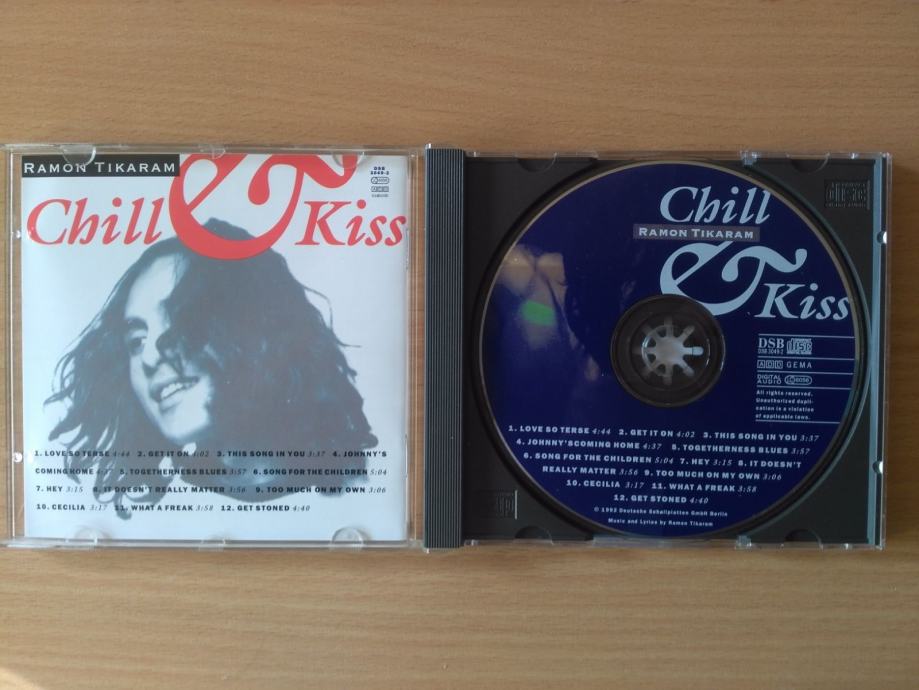 RAMON TIKARAM
Chill & Kiss
DSB
3049-2
1. LOVE SO TERSE 4:44 2. GET IT ON 4:02 3. THIS SONG IN YOU 3:37 4. JOHNNY'S
COMING HOME 4:37 5. TOGETHERNESS BLUES 3:57 6. SONG FOR THE CHILDREN 5:04
7. HEY 3:15 8. IT DOESN'T REALLY MATTER 3:56 9. TOO MUCH ON MY OWN 3:06
10. CECILIA 3:17 11. WHAT A FREAK 3:58 12. GET STONED 4:40
Chill
RAMON TIKARAM
& Kiss
DSB disc
DSB 3049-2
ADD GEMA
DIGITAL
AUDIO LC 6056
All rights reserved.
Unauthorized dupli-
cation is a violation
of applicable laws.
1. LOVE SO TERSE 4:44 2. GET IT ON 4:02 3. THIS SONG IN YOU 3:37
4. JOHNNY'SCOMING HOME 4:37 5. TOGETHERNESS BLUES 3:57
6. SONG FOR THE CHILDREN 5:04 7. HEY 3:15 8. IT DOESN'T
REALLY MATTER 3:56 9. TOO MUCH ON MY OWN 3:06
10. CECILIA 3:17 11. WHAT A FREAK 3:58
12. GET STONED 4:40
© 1992 Deutsche Schallplatten GmbH Berlin
Music and Lyrics by Ramon Tikaram
COMPACT
disc
DIGITAL AUDIO